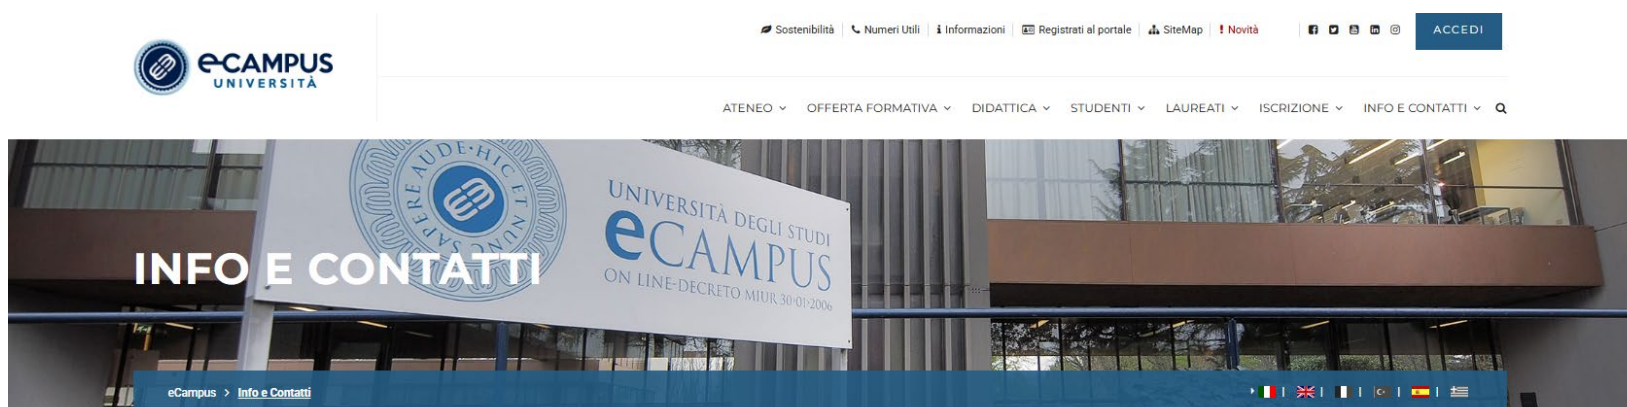 Sostenibilità
Numeri Utili
Informazioni
Registrati al portale
SiteMap
Novità
ACCEDI
e-CAMPUS
UNIVERSITÀ
ATENEO
OFFERTA FORMATIVA
DIDATTICA
STUDENTI
LAUREATI
ISCRIZIONE
INFO E CONTATTI
SAPERE AUDE·HIC ET NUNC
UNIVERSITÀ DEGLI STUDI
eCAMPUS
ON LINE-DECRETO MIUR 30·01·2006
INFO E CONTATTI
eCampus > Info e Contatti